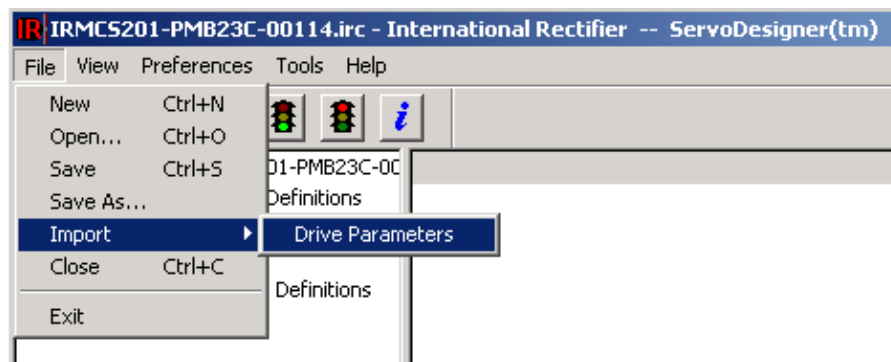 IR IRMCS201-PMB23C-00114.irc - International Rectifier -- ServoDesigner(tm)
File View Preferences Tools Help
New Ctrl+N
Open... Ctrl+O
Save Ctrl+S
Save As...
Import
Close Ctrl+C
Exit
01-PMB23C-00
Definitions
Drive Parameters
Definitions
i